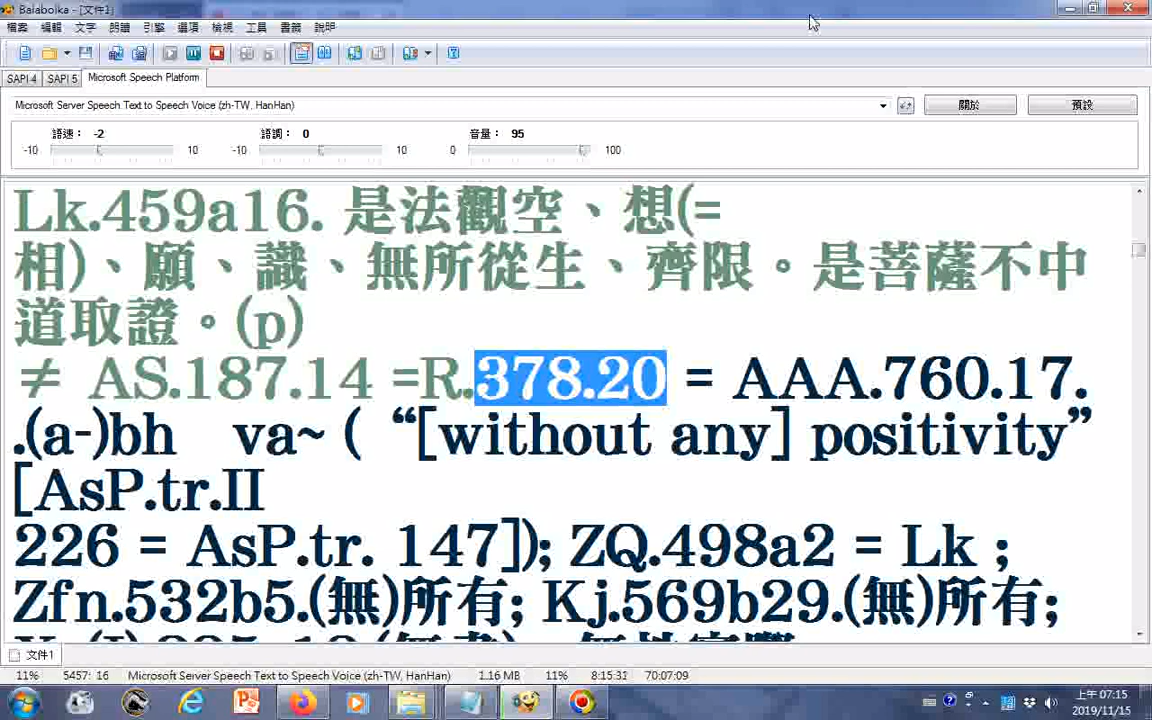 Balabolka - [文件1]
檔案 編輯 文字 朗讀 引擎 選項 檢視 工具 書籤 說明
SAPI 4 SAPI 5 Microsoft Speech Platform
Microsoft Server Speech Text to Speech Voice (zh-TW, HanHan) 關於 預設
語速： -2 語調： 0 音量： 95
-10 10 -10 10 0 100
Lk.459a16. 是法觀空、想(=
相)、願、識、無所從生、齊限。是菩薩不中
道取證。(p)
≠ AS.187.14 =R.378.20 = AAA.760.17.
.(a-)bh va~ ( “[without any] positivity”
[AsP.tr.II
226 = AsP.tr. 147]); ZQ.498a2 = Lk ;
Zfn.532b5.(無)所有; Kj.569b29.(無)所有;
文件1
11% 5457: 16 Microsoft Server Speech Text to Speech Voice (zh-TW, HanHan) 1.16 MB 11% 8:15:31 70:07:09
上午 07:15
2019/11/15